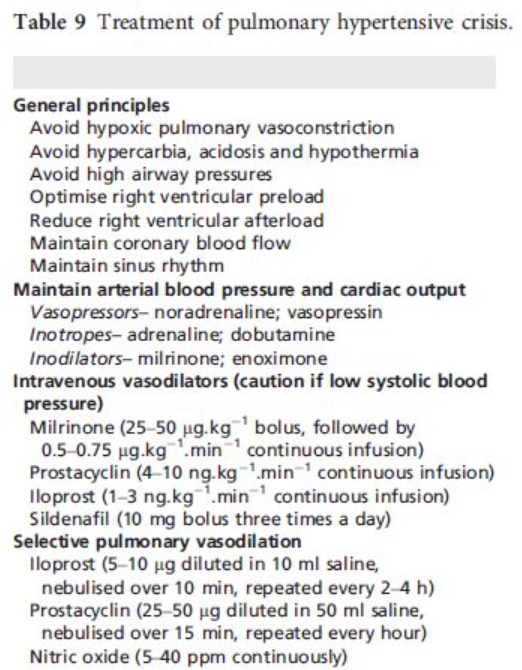 Table 9 Treatment of pulmonary hypertensive crisis.
General principles
Avoid hypoxic pulmonary vasoconstriction
Avoid hypercarbia, acidosis and hypothermia
Avoid high airway pressures
Optimise right ventricular preload
Reduce right ventricular afterload
Maintain coronary blood flow
Maintain sinus rhythm
Maintain arterial blood pressure and cardiac output
Vasopressors– noradrenaline; vasopressin
Inotropes– adrenaline; dobutamine
Inodilators– milrinone; enoximone
Intravenous vasodilators (caution if low systolic blood
pressure)
Milrinone (25–50 μg.kg⁻¹ bolus, followed by
0.5–0.75 μg.kg⁻¹.min⁻¹ continuous infusion)
Prostacyclin (4–10 ng.kg⁻¹.min⁻¹ continuous infusion)
Iloprost (1–3 ng.kg⁻¹.min⁻¹ continuous infusion)
Sildenafil (10 mg bolus three times a day)
Selective pulmonary vasodilation
Iloprost (5–10 μg diluted in 10 ml saline,
nebulised over 10 min, repeated every 2–4 h)
Prostacyclin (25–50 μg diluted in 50 ml saline,
nebulised over 15 min, repeated every hour)
Nitric oxide (5–40 ppm continuously)